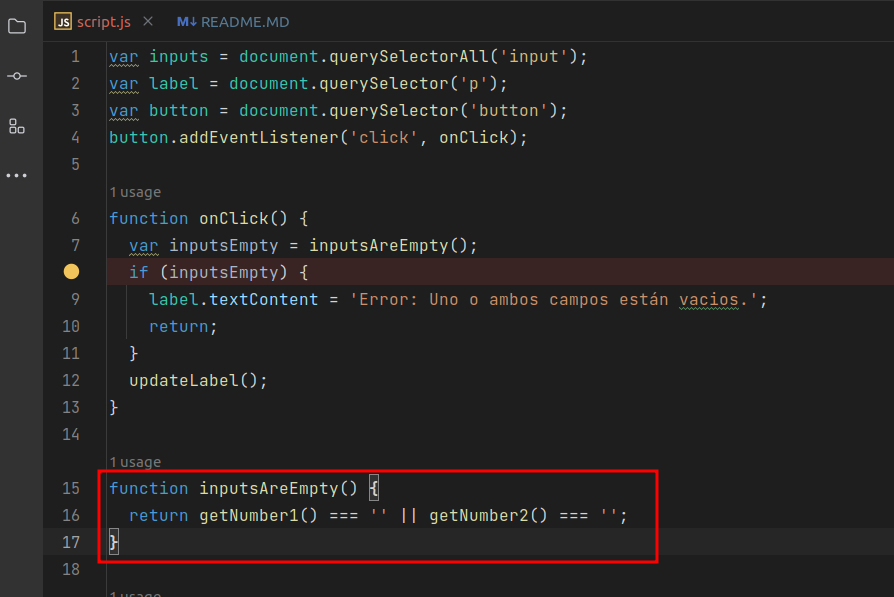 JS script.js × M↓ README.MD
1 var inputs = document.querySelectorAll('input');
2 var label = document.querySelector('p');
3 var button = document.querySelector('button');
4 button.addEventListener('click', onClick);
5
1 usage
6 function onClick() {
7 var inputsEmpty = inputsAreEmpty();
if (inputsEmpty) {
9 label.textContent = 'Error: Uno o ambos campos están vacios.';
10 return;
11 }
12 updateLabel();
13 }
14
1 usage
15 function inputsAreEmpty() {
16 return getNumber1() === '' || getNumber2() === '';
17 }
18
1 usage